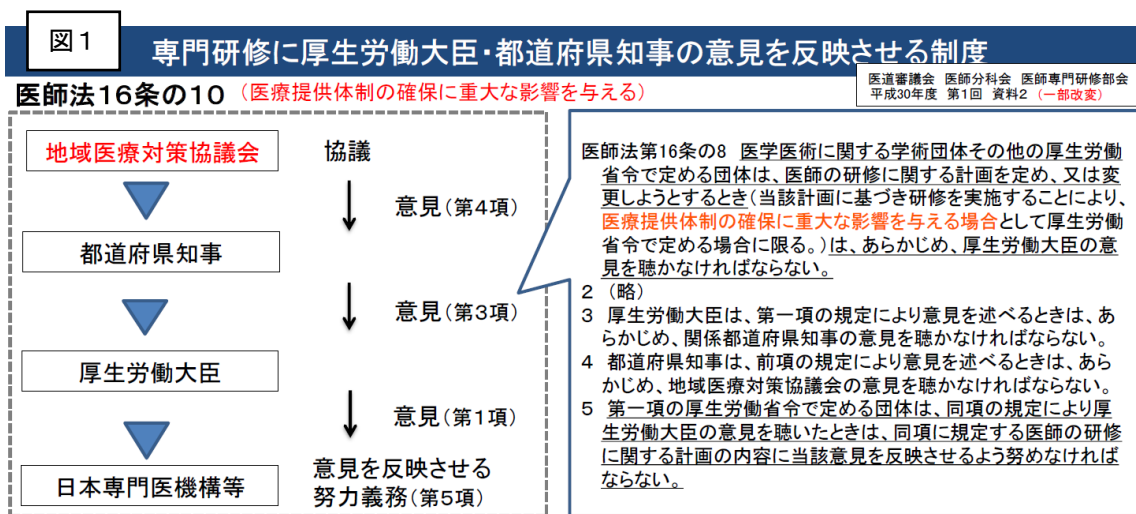 図1
専門研修に厚生労働大臣・都道府県知事の意見を反映させる制度
医道審議会 医師分科会 医師専門研修部会
平成30年度 第1回 資料2 (一部改変)
医師法16条の10 (医療提供体制の確保に重大な影響を与える)
地域医療対策協議会
協議
意見(第4項)
都道府県知事
意見(第3項)
厚生労働大臣
意見(第1項)
日本専門医機構等
意見を反映させる
努力義務(第5項)
医師法第16条の8 医学医術に関する学術団体その他の厚生労働
省令で定める団体は、医師の研修に関する計画を定め、又は変
更しようとするとき(当該計画に基づき研修を実施することにより、
医療提供体制の確保に重大な影響を与える場合として厚生労働
省令で定める場合に限る。)は、あらかじめ、厚生労働大臣の意
見を聴かなければならない。
2 (略)
3 厚生労働大臣は、第一項の規定により意見を述べるときは、あ
らかじめ、関係都道府県知事の意見を聴かなければならない。
4 都道府県知事は、前項の規定により意見を述べるときは、あら
かじめ、地域医療対策協議会の意見を聴かなければならない。
5 第一項の厚生労働省令で定める団体は、同項の規定により厚
生労働大臣の意見を聴いたときは、同項に規定する医師の研修
に関する計画の内容に当該意見を反映させるよう努めなければ
ならない。